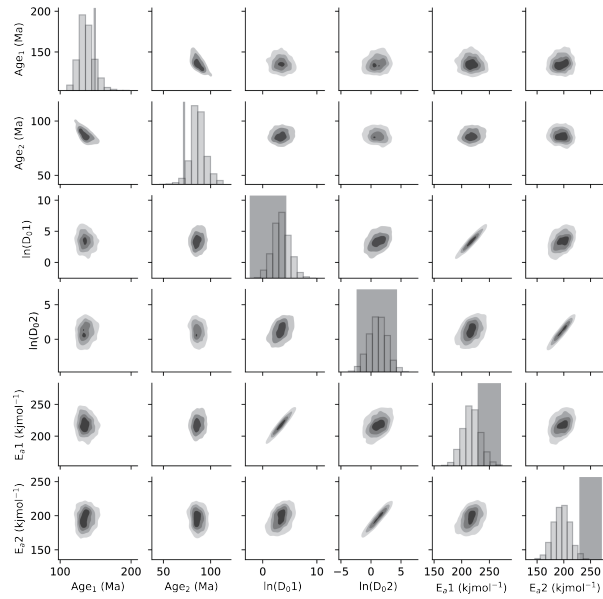 200
150
Age₁ (Ma)
100
50
Age₂ (Ma)
10
5
0
ln(D₀1)
5
0
ln(D₀2)
250
200
Eₐ1 (kjmol⁻¹)
250
200
150
Eₐ2 (kjmol⁻¹)
100 200 50 100 0 10 −5 0 5 200 250 150 200 250
Age₁ (Ma) Age₂ (Ma) ln(D₀1) ln(D₀2) Eₐ1 (kjmol⁻¹) Eₐ2 (kjmol⁻¹)